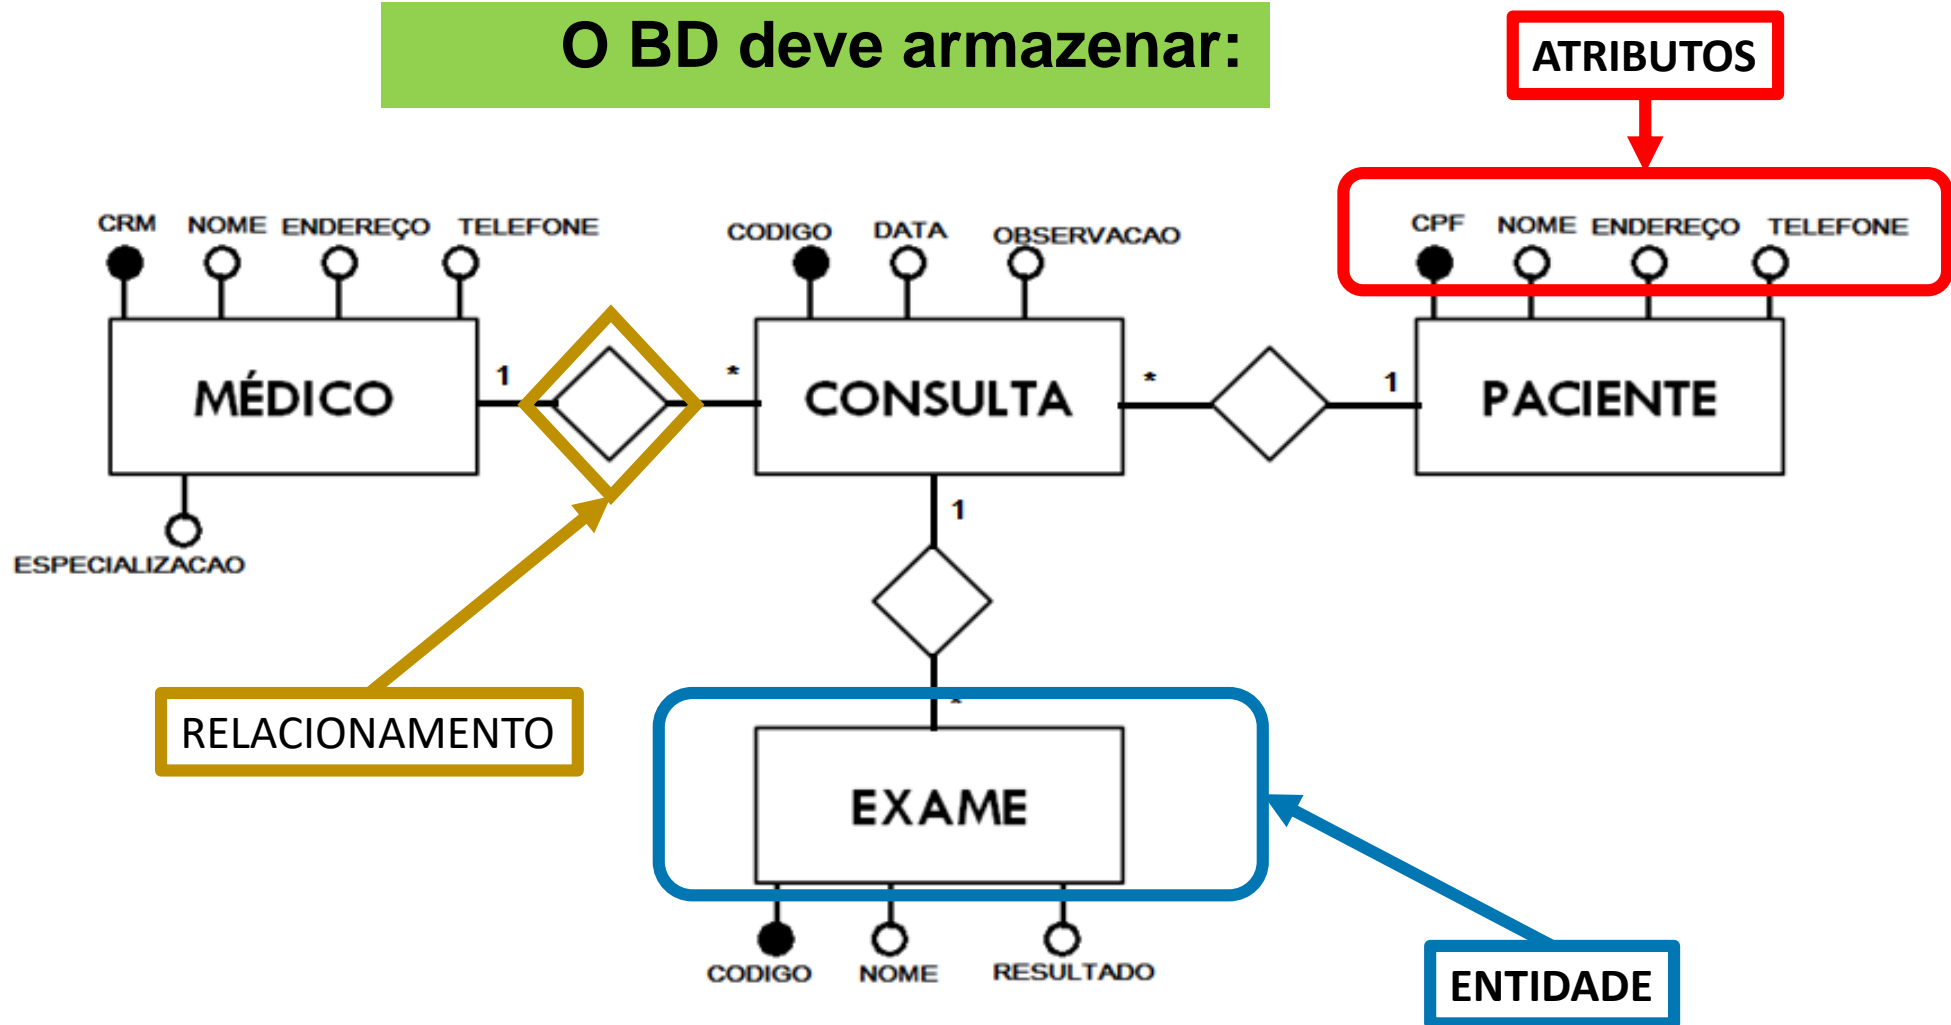 O BD deve armazenar:
ATRIBUTOS
CRM NOME ENDEREÇO TELEFONE
CODIGO DATA OBSERVACAO
CPF NOME ENDEREÇO TELEFONE
MÉDICO 1 * CONSULTA * 1 PACIENTE
1
ESPECIALIZACAO
*
RELACIONAMENTO
EXAME
CODIGO NOME RESULTADO
ENTIDADE